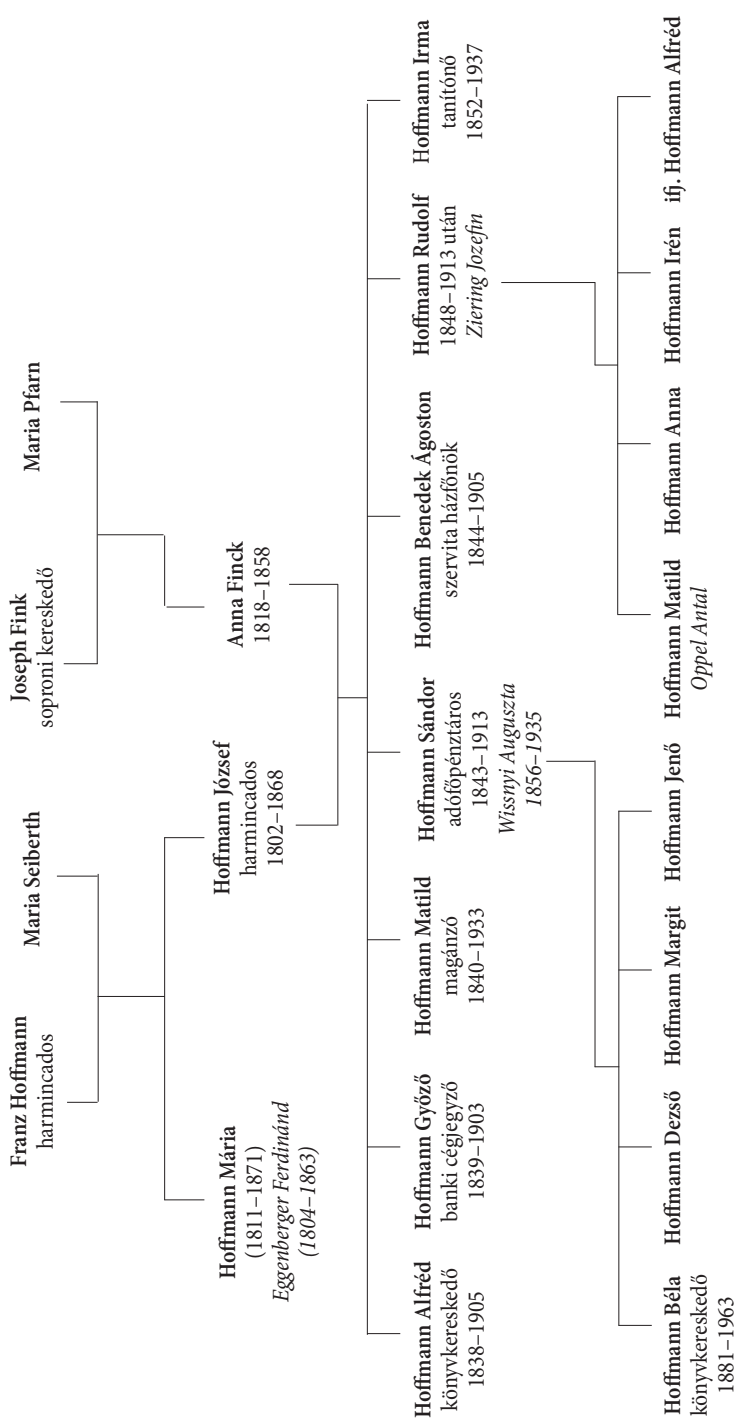 Franz Hoffmann
harmincados
Maria Seiberth
Joseph Fink
soproni kereskedő
Maria Pfarn
Hoffmann Mária
(1811–1871)
Eggenberger Ferdinánd
(1804–1863)
Hoffmann József
harmincados
1802–1868
Anna Finck
1818–1858
Hoffmann Alfréd
könyvkereskedő
1838–1905
Hoffmann Győző
banki cégjegyző
1839–1903
Hoffmann Matild
magánzó
1840–1933
Hoffmann Sándor
adófőpénztáros
1843–1913
Wissnyi Auguszta
1856–1935
Hoffmann Benedek Ágoston
szervita házfőnök
1844–1905
Hoffmann Rudolf
1848–1913 után
Ziering Jozefin
Hoffmann Irma
tanítónő
1852–1937
Hoffmann Béla
könyvkereskedő
1881–1963
Hoffmann Dezső
Hoffmann Margit
Hoffmann Jenő
Hoffmann Matild
Oppel Antal
Hoffmann Anna
Hoffmann Irén
ifj. Hoffmann Alfréd